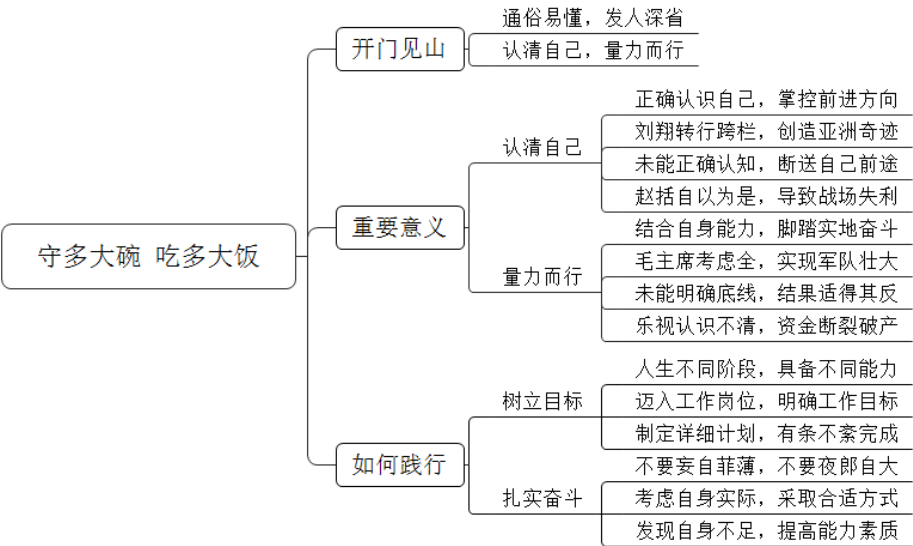 通俗易懂，发人深省
开门见山
认清自己，量力而行
正确认识自己，掌控前进方向
刘翔转行跨栏，创造亚洲奇迹
认清自己
未能正确认知，断送自己前途
赵括自以为是，导致战场失利
重要意义
结合自身能力，脚踏实地奋斗
守多大碗 吃多大饭
毛主席考虑全，实现军队壮大
量力而行
未能明确底线，结果适得其反
乐视认识不清，资金断裂破产
人生不同阶段，具备不同能力
树立目标
迈入工作岗位，明确工作目标
制定详细计划，有条不紊完成
如何践行
不要妄自菲薄，不要夜郎自大
扎实奋斗
考虑自身实际，采取合适方式
发现自身不足，提高能力素质